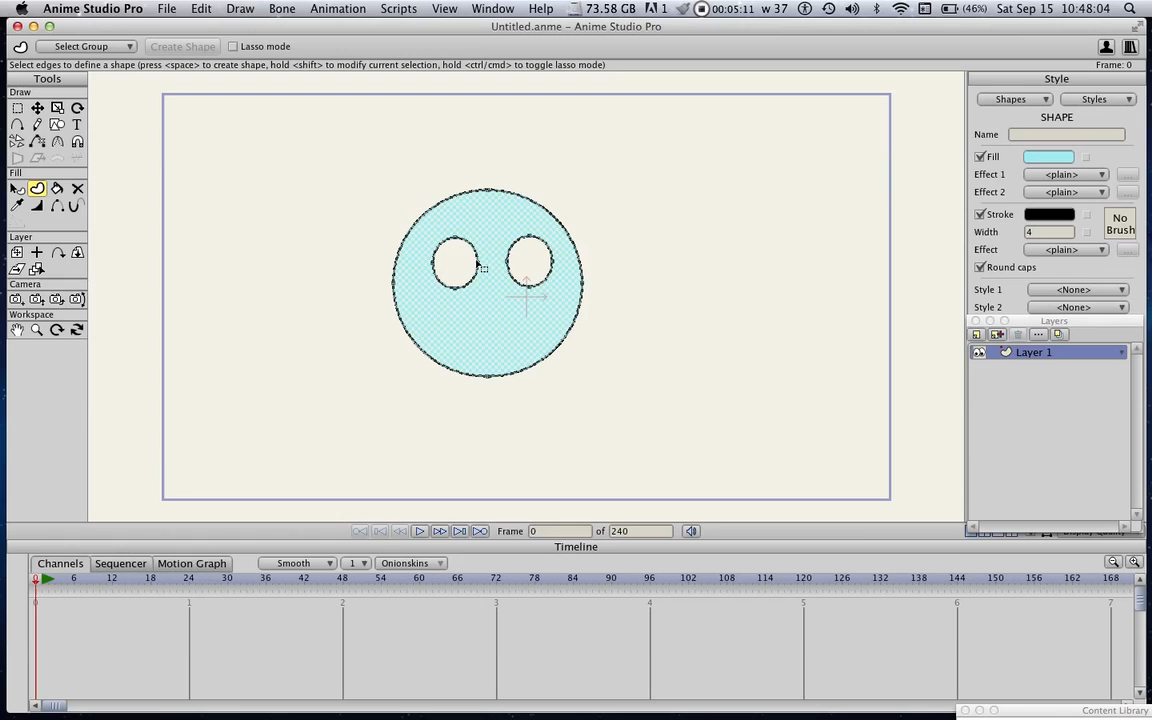 Anime Studio Pro File Edit Draw Bone Animation Scripts View Window Help 73.58 GB 1 00:05:11 w 37 (46%) Sat Sep 15 10:48:04
Untitled.anme – Anime Studio Pro
Select Group Create Shape Lasso mode
Select edges to define a shape (press <space> to create shape, hold <shift> to modify current selection, hold <ctrl/cmd> to toggle lasso mode) Frame: 0
Tools
Draw
T
Fill
Layer
Camera
Workspace
Style
Shapes Styles
SHAPE
Name
Fill
Effect 1 <plain> ...
Effect 2 <plain> ...
Stroke
Width 4
No Brush
Effect <plain> ...
Round caps
Style 1 <None>
Style 2 <None>
Layers
Layer 1
Frame 0 of 240
Timeline
Channels Sequencer Motion Graph Smooth 1 Onionskins
0 6 12 18 24 30 36 42 48 54 60 66 72 78 84 90 96 102 108 114 120 126 132 138 144 150 156 162 168
0 1 2 3 4 5 6 7
Content Library